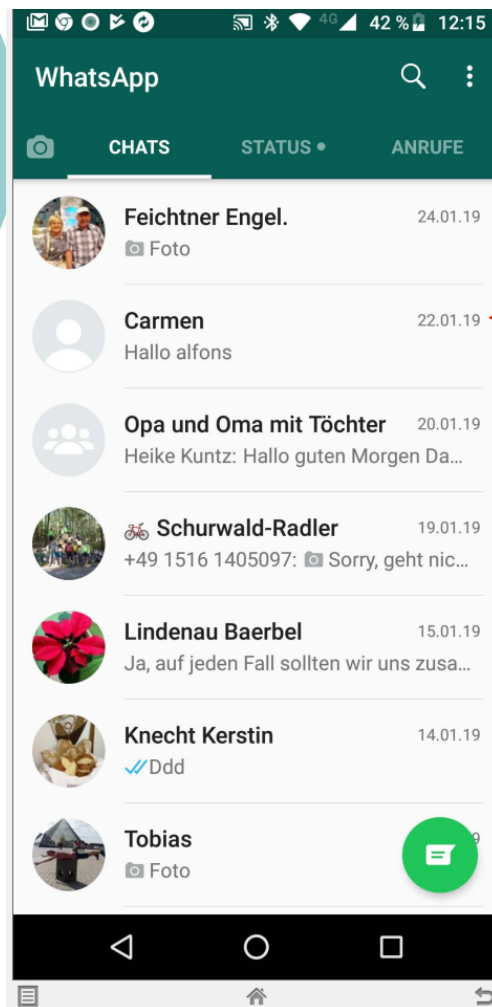 4G 42 % 12:15
WhatsApp
CHATS STATUS • ANRUFE
Feichtner Engel. 24.01.19
Foto
Carmen 22.01.19
Hallo alfons
Opa und Oma mit Töchter 20.01.19
Heike Kuntz: Hallo guten Morgen Da...
Schurwald-Radler 19.01.19
+49 1516 1405097: Sorry, geht nic...
Lindenau Baerbel 15.01.19
Ja, auf jeden Fall sollten wir uns zusa...
Knecht Kerstin 14.01.19
Ddd
Tobias
Foto